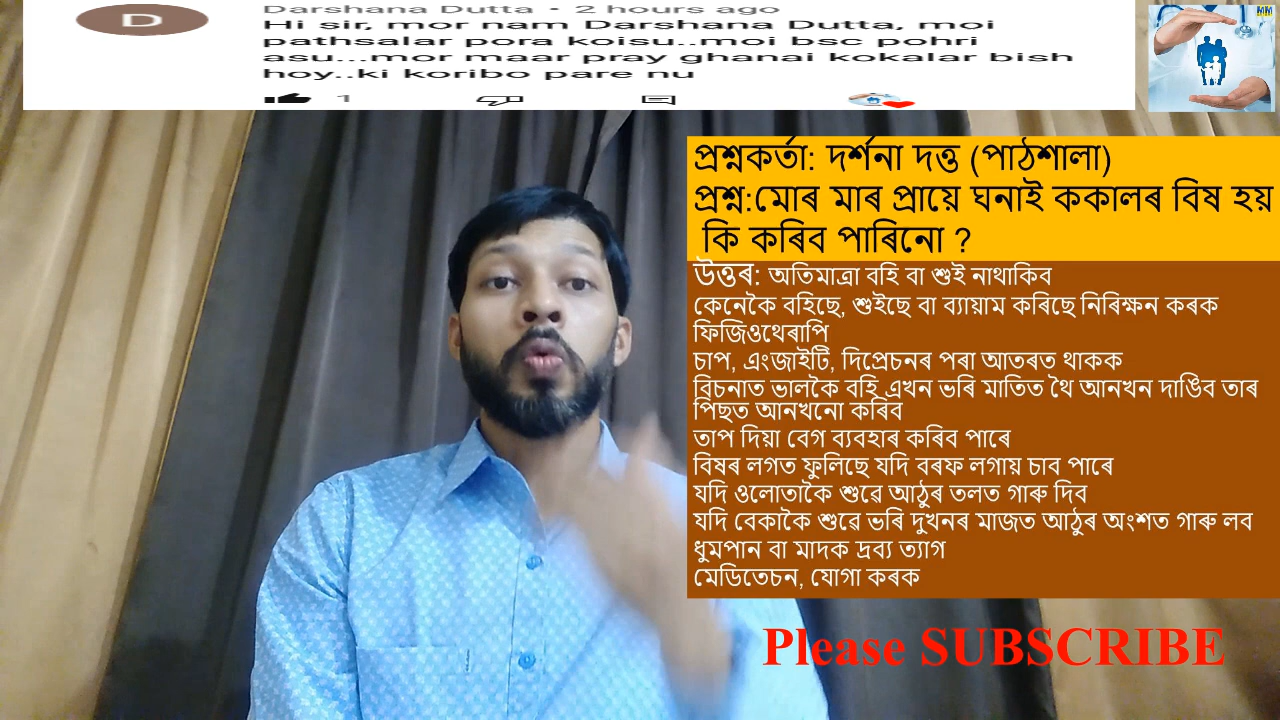 Darshana Dutta • 2 hours ago
Hi sir, mor nam Darshana Dutta, moi
pathsalar pora koisu..moi bsc pohri
asu...mor maar pray ghanai kokalar bish
hoy..ki koribo pare nu
1
D
MM
প্ৰশ্নকৰ্তা: দৰ্শনা দত্ত (পাঠশালা)
প্ৰশ্ন:মোৰ মাৰ প্ৰায়ে ঘনাই ককালৰ বিষ হয়
কি কৰিব পাৰিনো ?
উত্তৰ: অতিমাত্ৰা বহি বা শুই নাথাকিব
কেনেকৈ বহিছে, শুইছে বা ব্যায়াম কৰিছে নিৰিক্ষন কৰক
ফিজিওথেৰাপি
চাপ, এংজাইটি, দিপ্ৰেচনৰ পৰা আতৰত থাকক
বিচনাত ভালকৈ বহি এখন ভৰি মাতিত থৈ আনখন দাঙিব তাৰ
পিছত আনখনো কৰিব
তাপ দিয়া বেগ ব্যবহাৰ কৰিব পাৰে
বিষৰ লগত ফুলিছে যদি বৰফ লগায় চাব পাৰে
যদি ওলোতাকৈ শুৱে আঠুৰ তলত গাৰু দিব
যদি বেকাকৈ শুৱে ভৰি দুখনৰ মাজত আঠুৰ অংশত গাৰু লব
ধুমপান বা মাদক দ্ৰব্য ত্যাগ
মেডিতেচন, যোগা কৰক
Please SUBSCRIBE